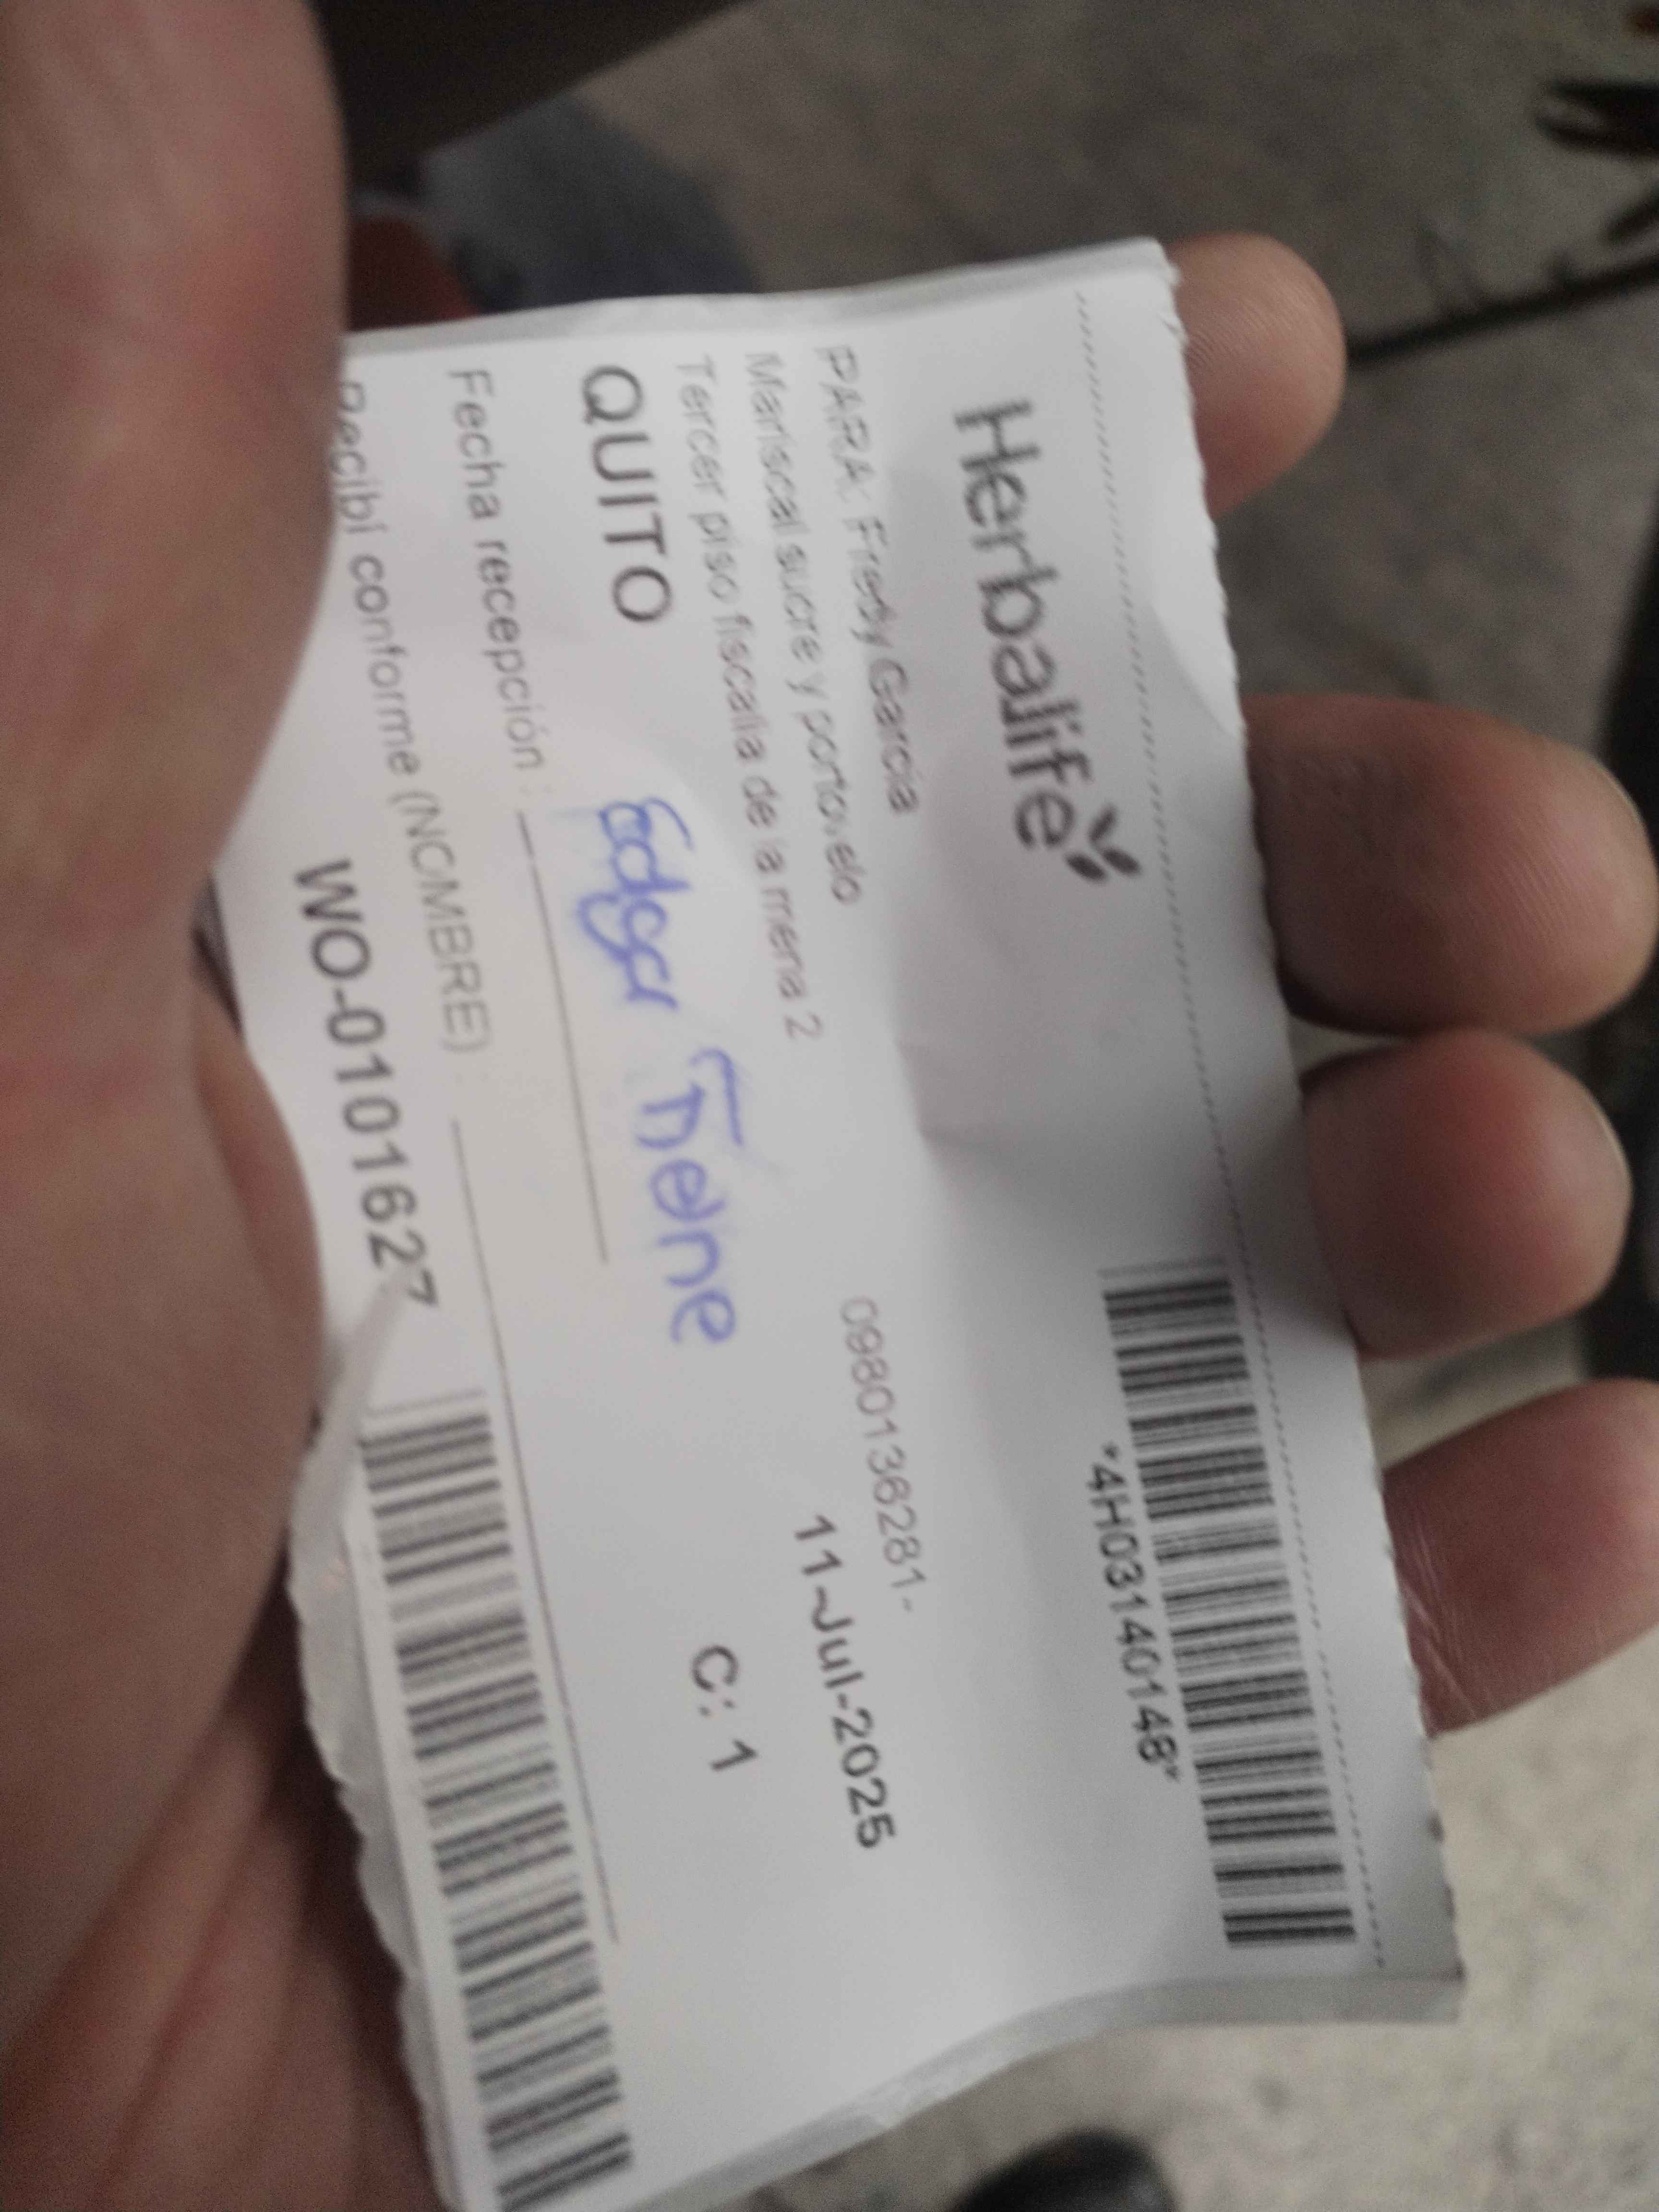 Herbalife
*4H03140148*
PARA: Fredy Garcia
0980136281-
Mariscal sucre y portovelo
11-Jul-2025
Tercer piso fiscalia de la mena 2
QUITO
C: 1
Edgar
Fecha recepción :
Recibí conforme (NOMBRE) :
WO-0101627